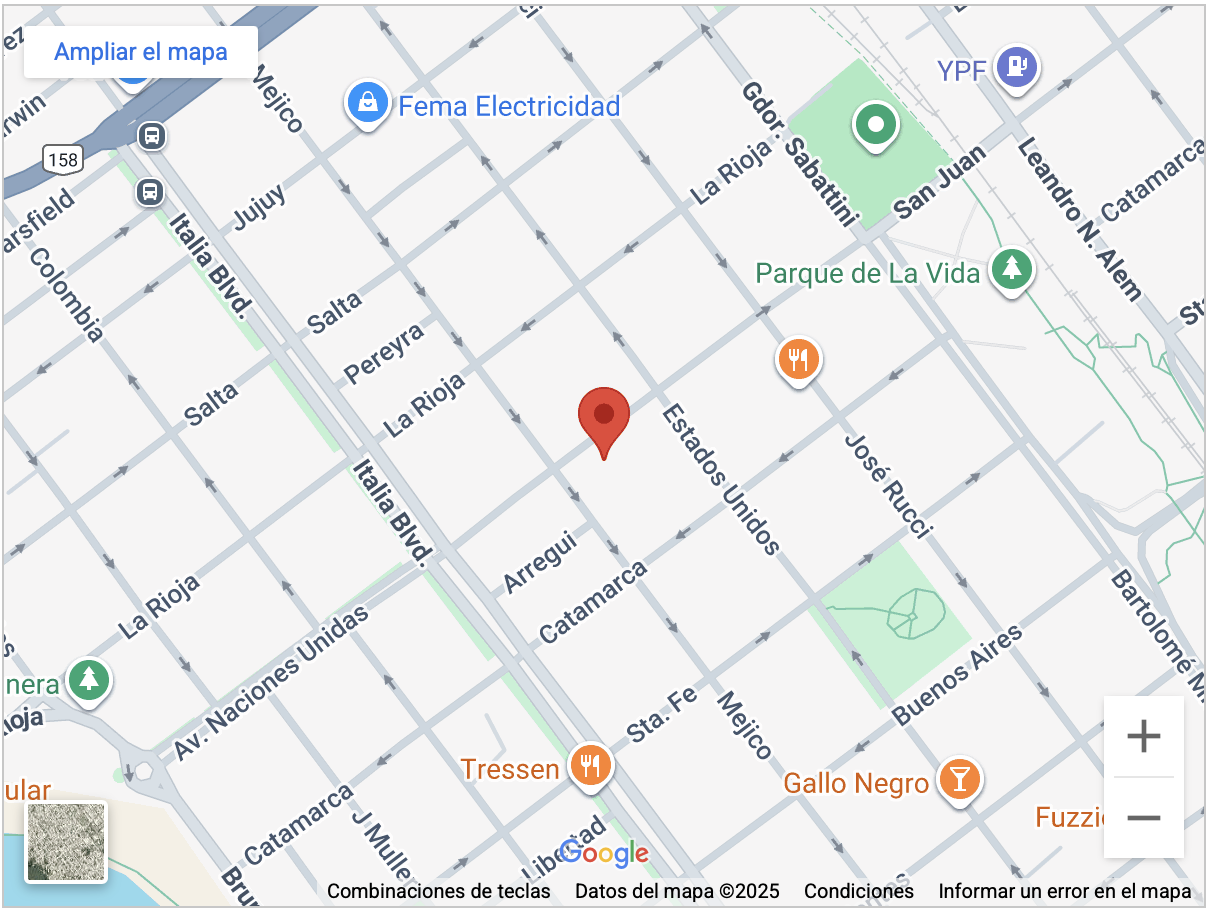 Ampliar el mapa
Mejico
Fema Electricidad
YPF
158
Gdor. Sabattini
Leandro N. Alem
Catamarca
La Rioja
San Juan
Jujuy
Italia Blvd.
Colombia
Parque de La Vida
Salta
Pereyra
La Rioja
Salta
Estados Unidos
José Rucci
Italia Blvd.
Arregui
Catamarca
La Rioja
Av. Naciones Unidas
Bartolomé
Buenos Aires
Sta. Fe
Mejico
Tressen
Gallo Negro
Catamarca
J Muller
Libertad
Google
Combinaciones de teclas
Datos del mapa ©2025
Condiciones
Informar un error en el mapa